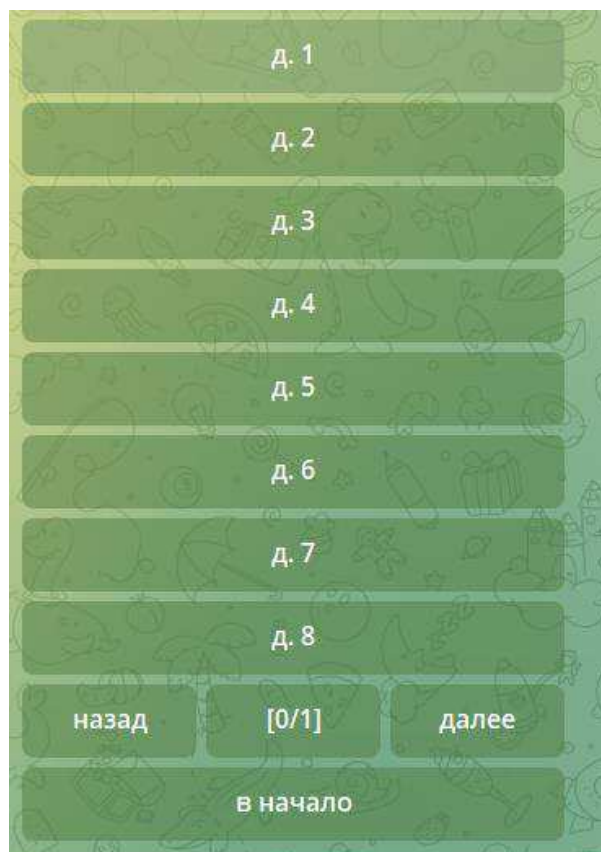 д. 1
д. 2
д. 3
д. 4
д. 5
д. 6
д. 7
д. 8
назад [0/1] далее
в начало